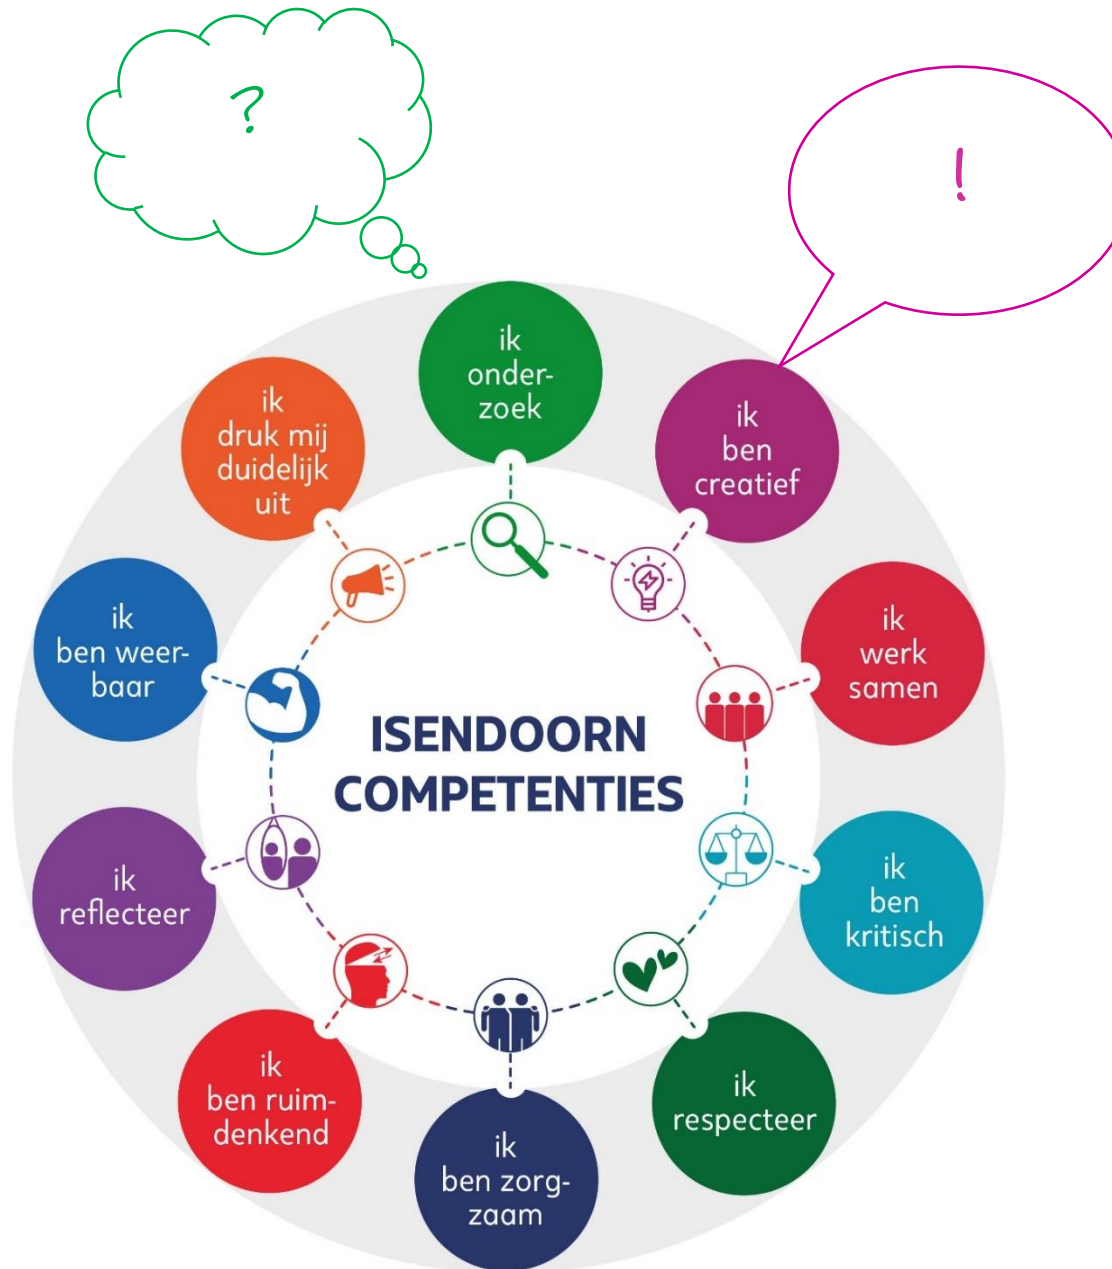 ?
!
ik
onder-
zoek
ik
ben
creatief
ik
werk
samen
ik
ben
kritisch
ik
respecteer
ik
ben zorg-
zaam
ik
ben ruim-
denkend
ik
reflecteer
ik
ben weer-
baar
ik
druk mij
duidelijk
uit
ISENDOORN
COMPETENTIES